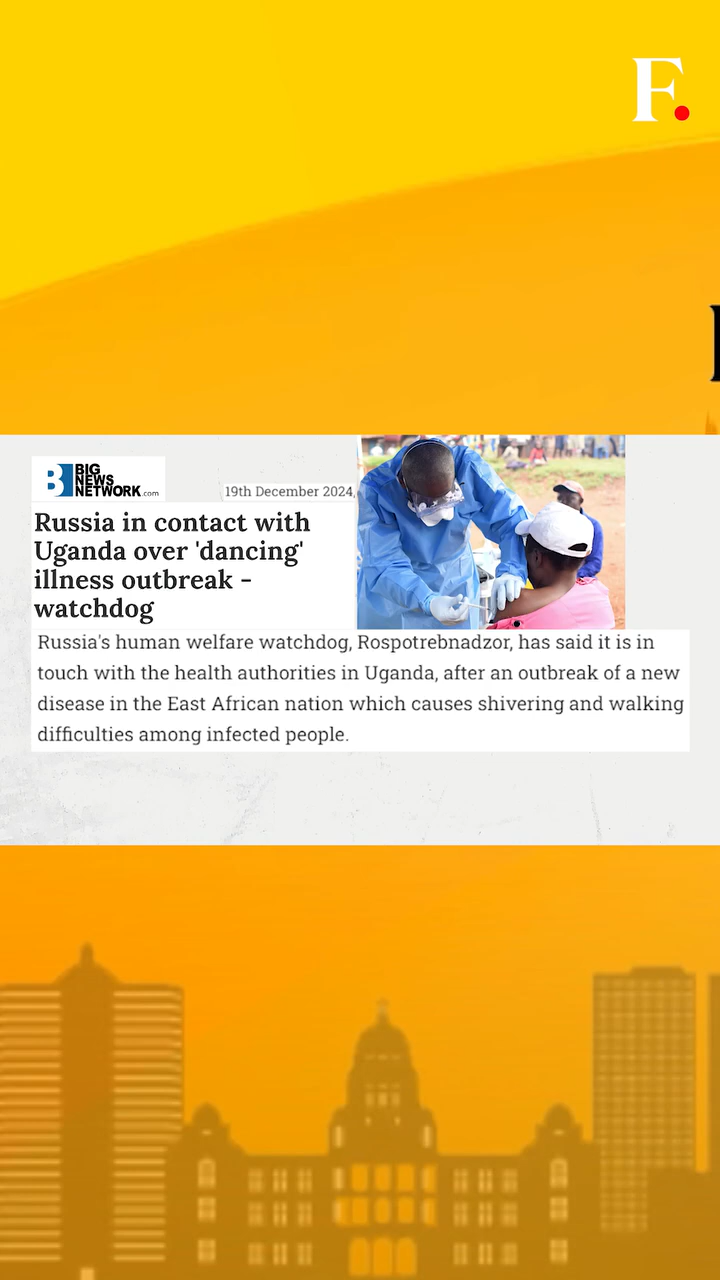 F.
B BIG
NEWS
NETWORK.com
19th December 2024,
Russia in contact with
Uganda over 'dancing'
illness outbreak -
watchdog
Russia's human welfare watchdog, Rospotrebnadzor, has said it is in
touch with the health authorities in Uganda, after an outbreak of a new
disease in the East African nation which causes shivering and walking
difficulties among infected people.